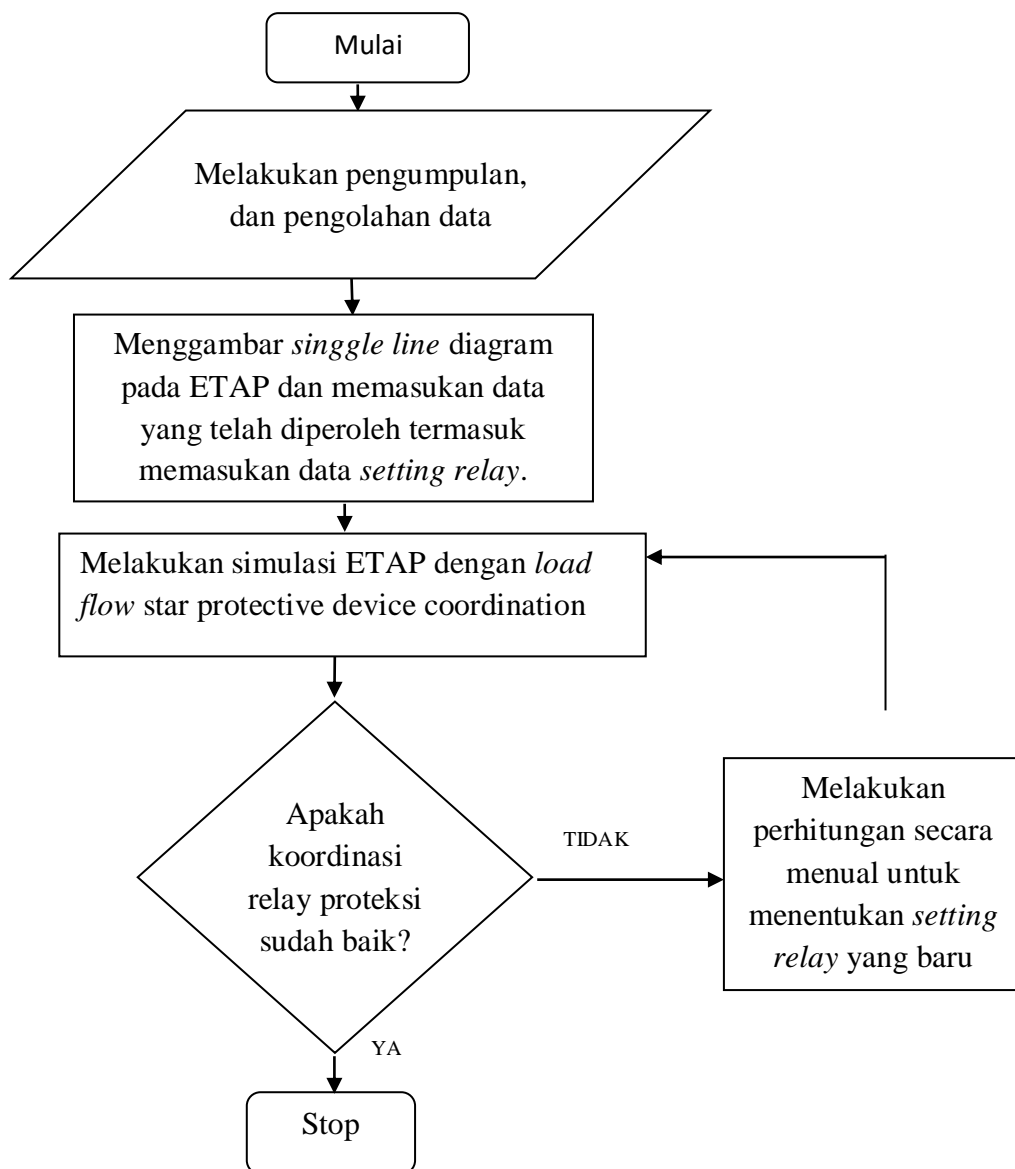 Mulai
Melakukan pengumpulan,
dan pengolahan data
Menggambar singgle line diagram
pada ETAP dan memasukan data
yang telah diperoleh termasuk
memasukan data setting relay.
Melakukan simulasi ETAP dengan load
flow star protective device coordination
Apakah
koordinasi
relay proteksi
sudah baik?
TIDAK
Melakukan
perhitungan secara
menual untuk
menentukan setting
relay yang baru
YA
Stop